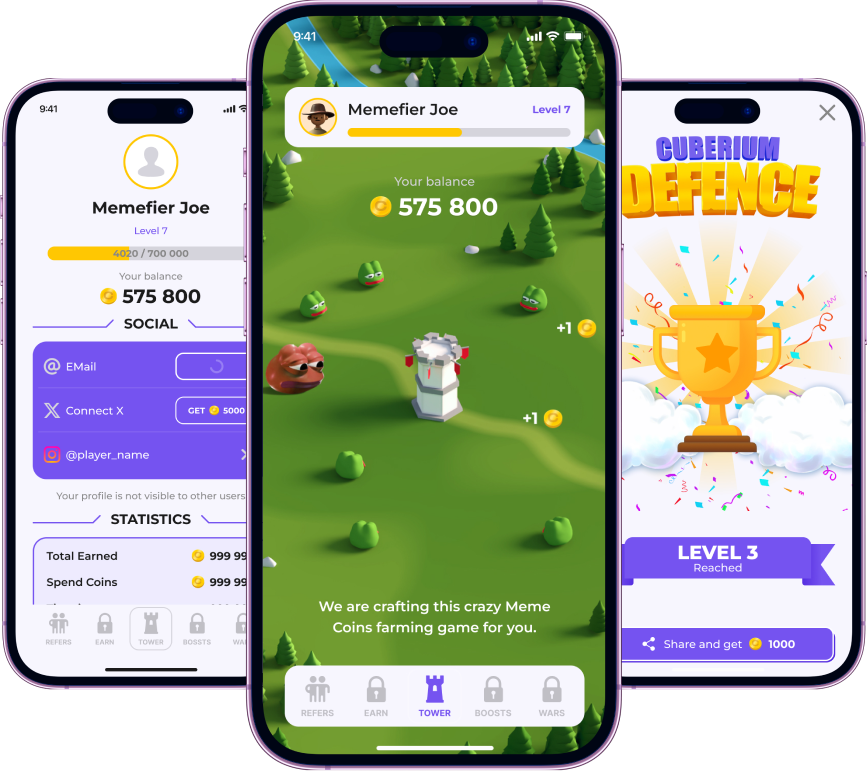 9:41
Memefier Joe
Level 7
4020 / 700 000
Your balance
575 800
SOCIAL
EMail
Connect X
GET 5000
@player_name
Your profile is not visible to other users
STATISTICS
Total Earned 999 99
Spend Coins 999 99
REFERS EARN TOWER BOSSTS WA
9:41
Memefier Joe Level 7
Your balance
575 800
+1
+1
We are crafting this crazy Meme
Coins farming game for you.
REFERS EARN TOWER BOOSTS WARS
CUBERIUM
DEFENCE
LEVEL 3
Reached
Share and get 1000